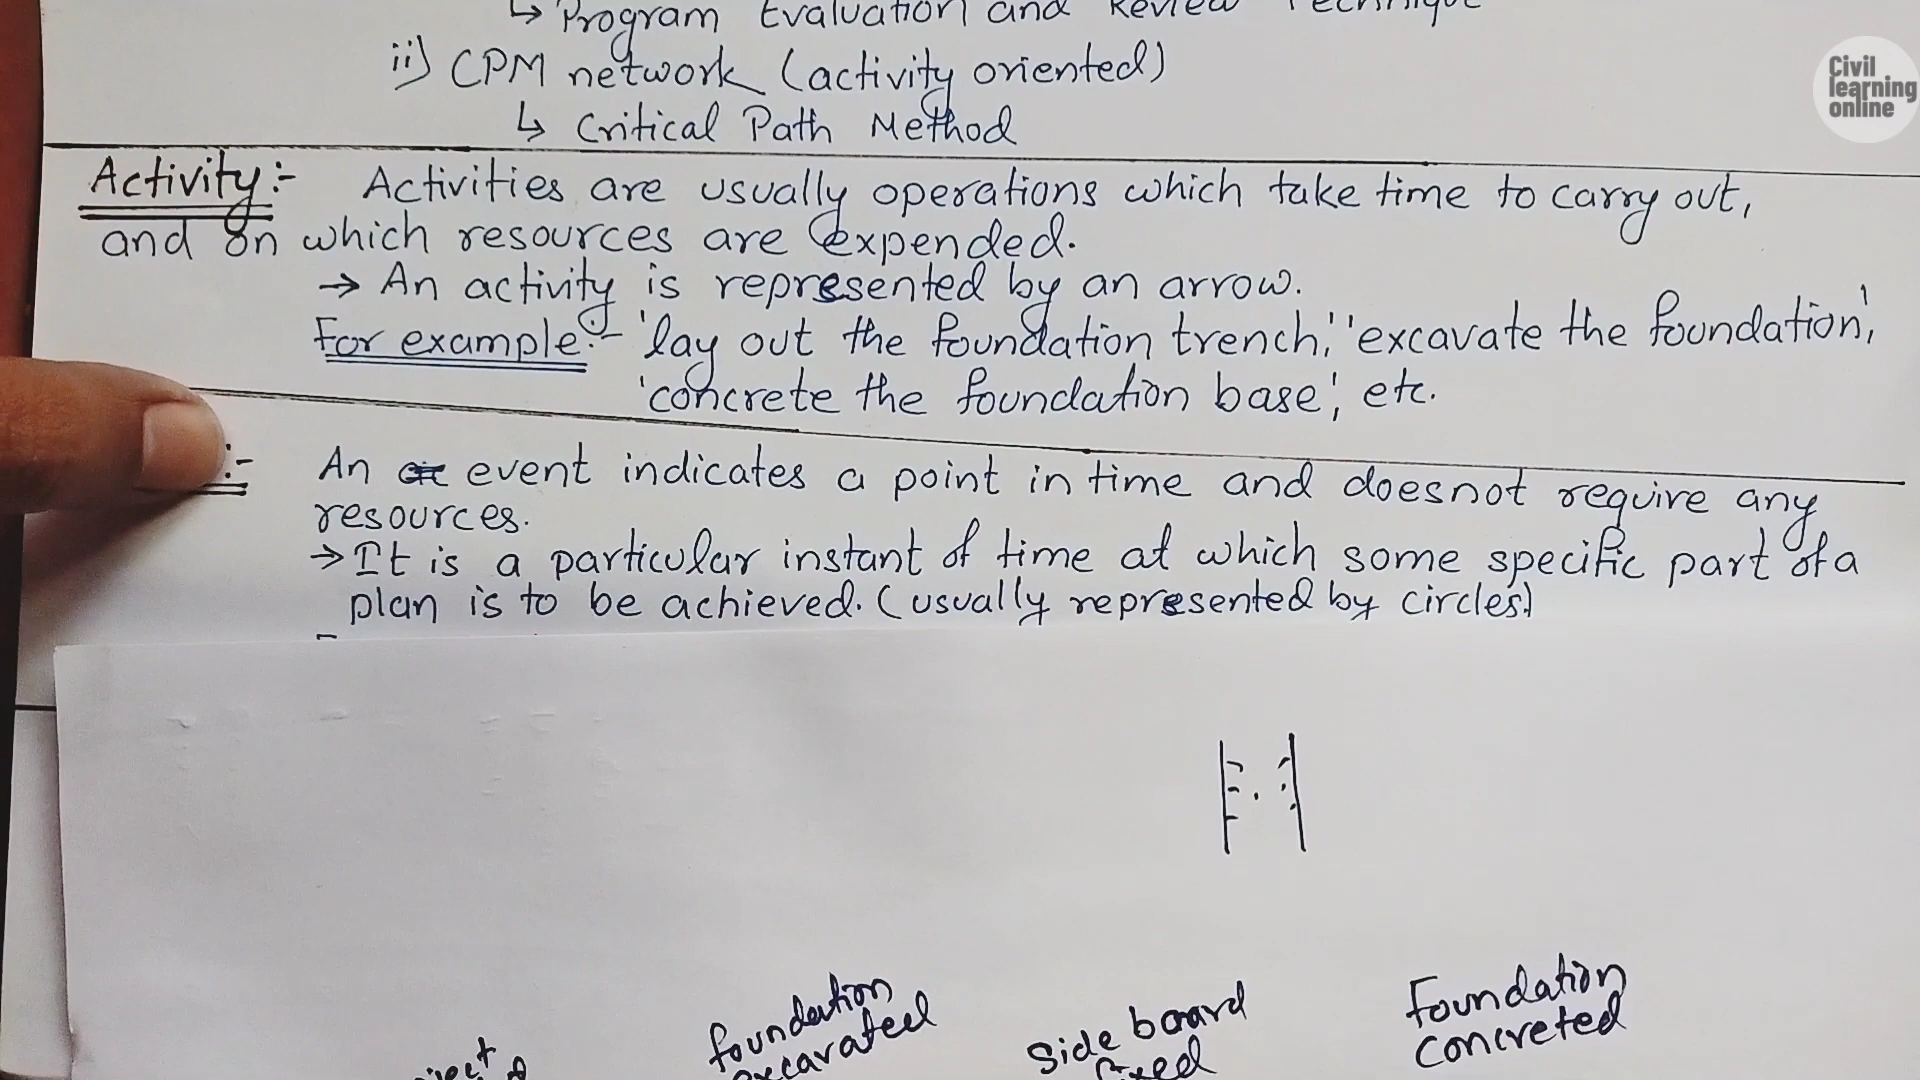 ↳ Program Evaluation and Review Technique
ii) CPM network (activity oriented)
↳ Critical Path Method
Activity:- Activities are usually operations which take time to carry out,
and on which resources are expended.
→ An activity is represented by an arrow.
For example:- 'lay out the foundation trench', 'excavate the foundation',
'concrete the foundation base', etc.
:- An event indicates a point in time and doesnot require any
resources.
→ It is a particular instant of time at which some specific part of a
plan is to be achieved. (usually represented by circles)
foundation
excavated
Side board
fixed
Foundation
concreted
Civil
learning
online